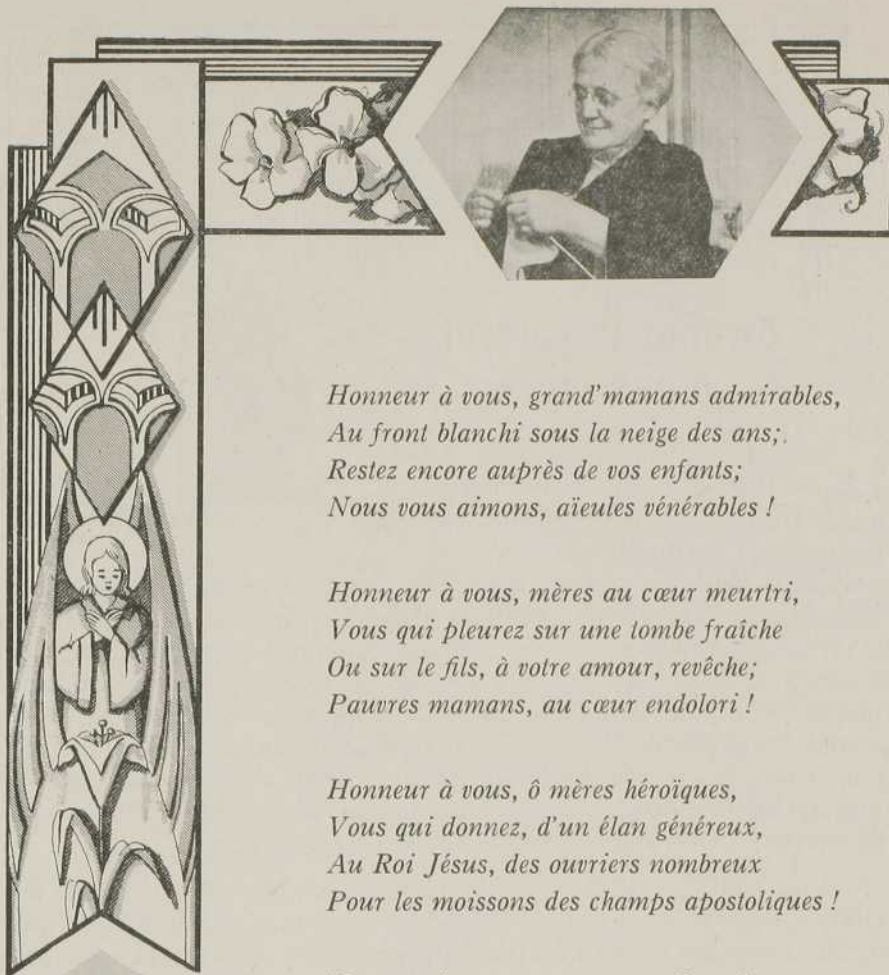 Honneur à vous, grand'mamans admirables,
Au front blanchi sous la neige des ans;
Restez encore auprès de vos enfants;
Nous vous aimons, aïeules vénérables !
Honneur à vous, mères au cœur meurtri,
Vous qui pleurez sur une tombe fraîche
Ou sur le fils, à votre amour, revêche;
Pauvres mamans, au cœur endolori !
Honneur à vous, ô mères héroïques,
Vous qui donnez, d'un élan généreux,
Au Roi Jésus, des ouvriers nombreux
Pour les moissons des champs apostoliques !